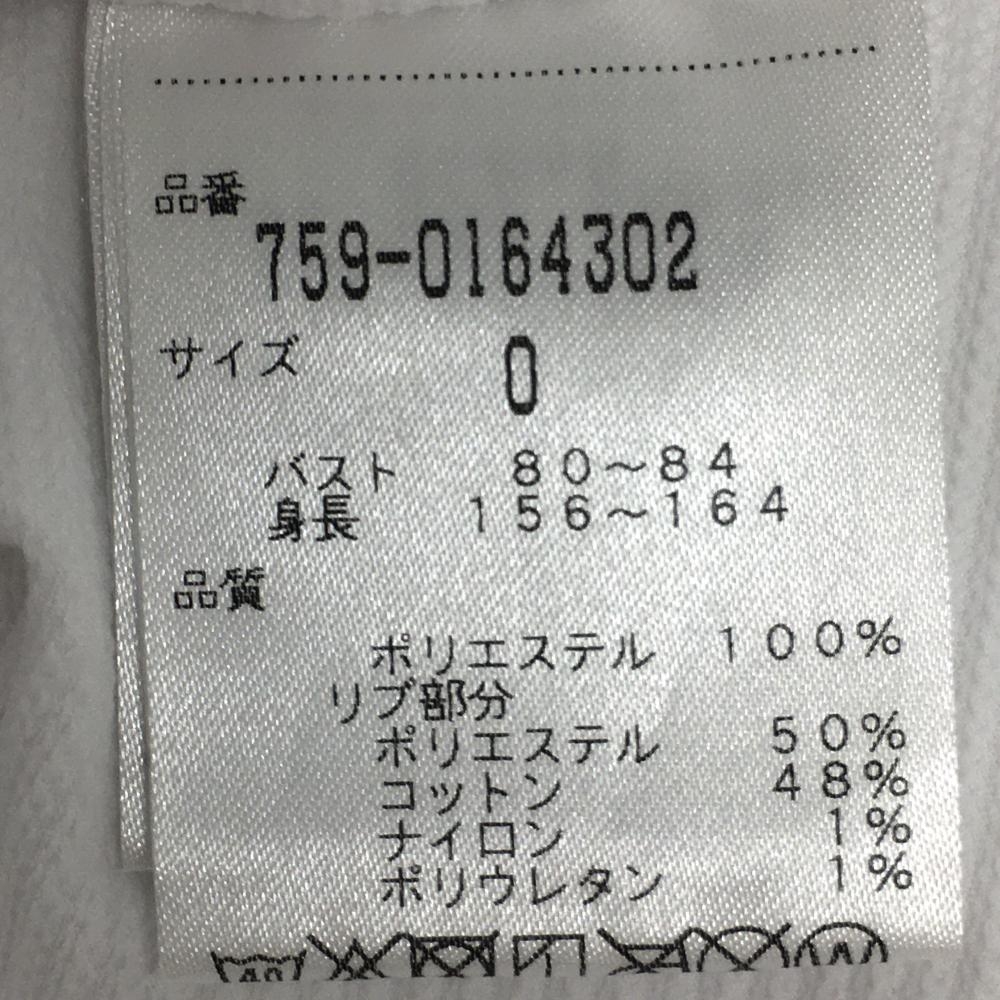 品番
759-0164302
サイズ 0
バスト 80～84
身長 156～164
品質
ポリエステル 100%
リブ部分
ポリエステル 50%
コットン 48%
ナイロン 1%
ポリウレタン 1%
40